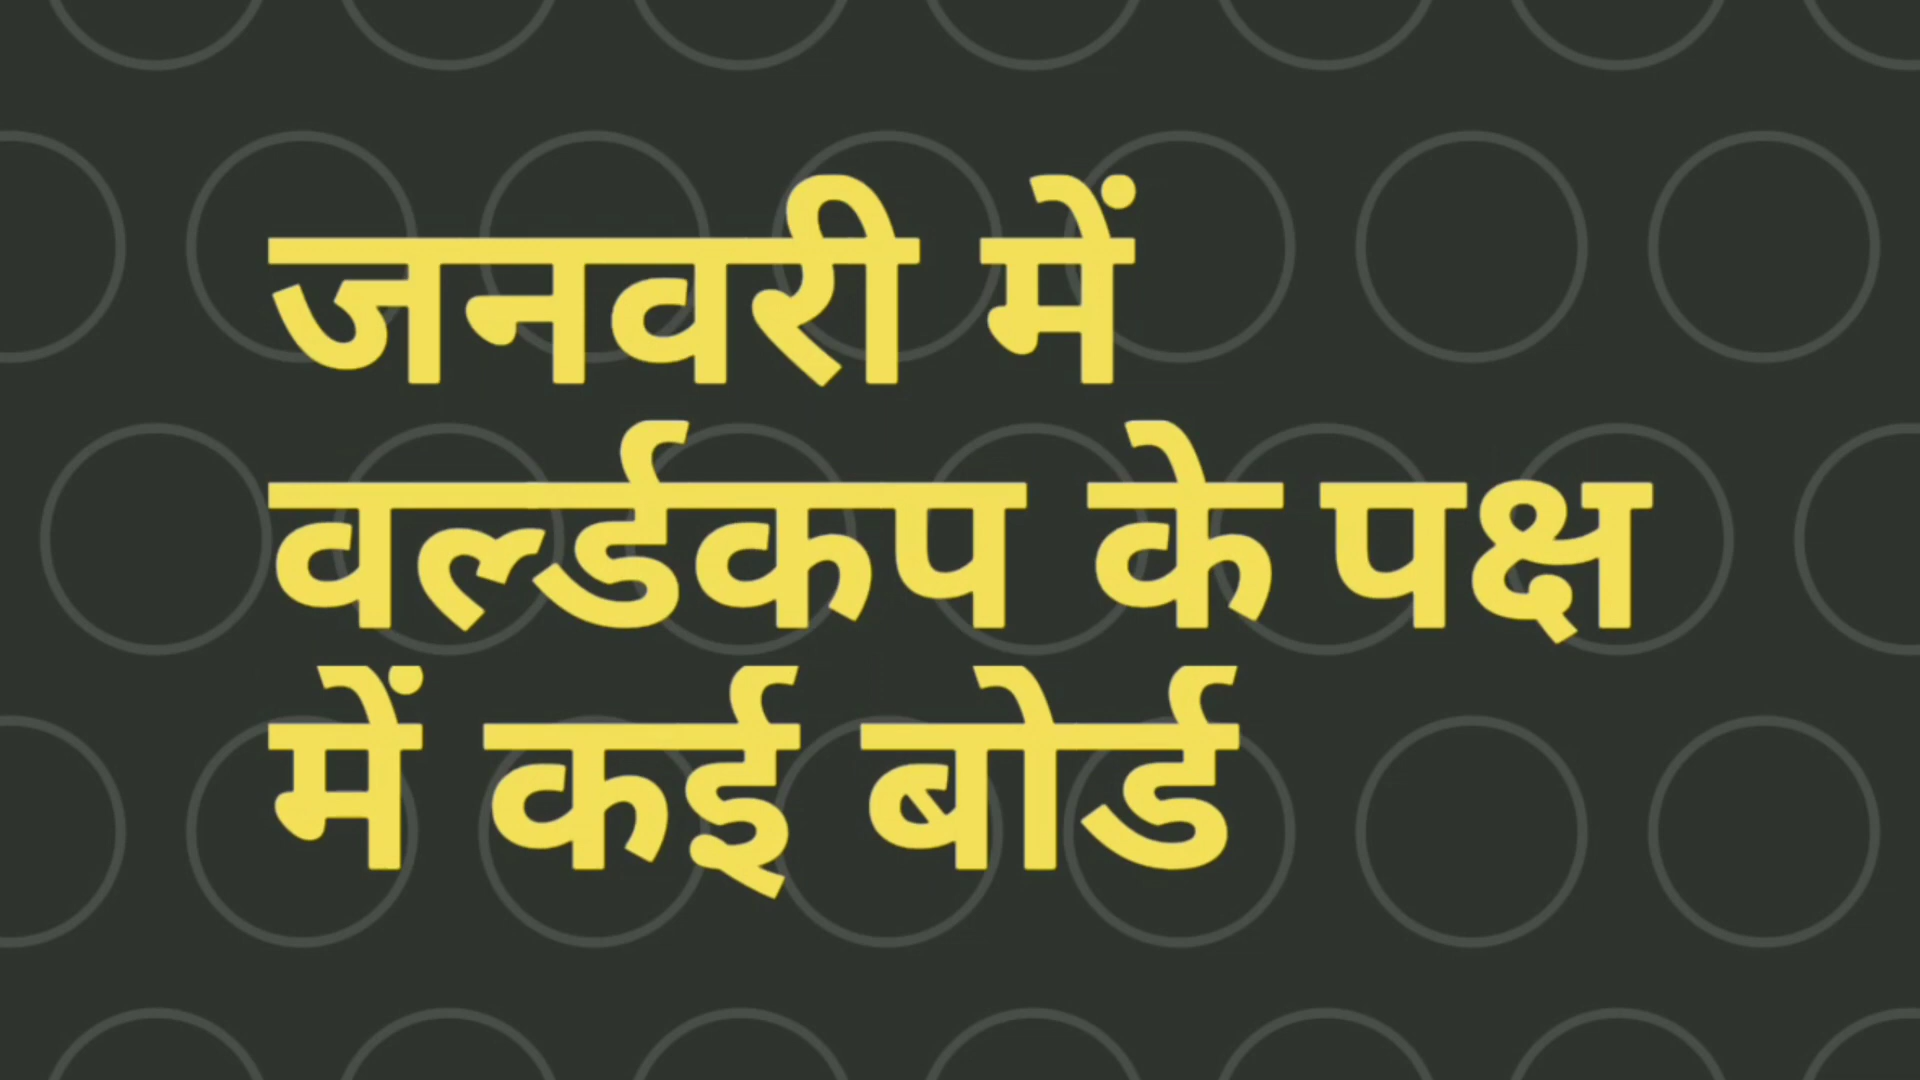 जनवरी में
वर्ल्डकप के पक्ष
में कई बोर्ड